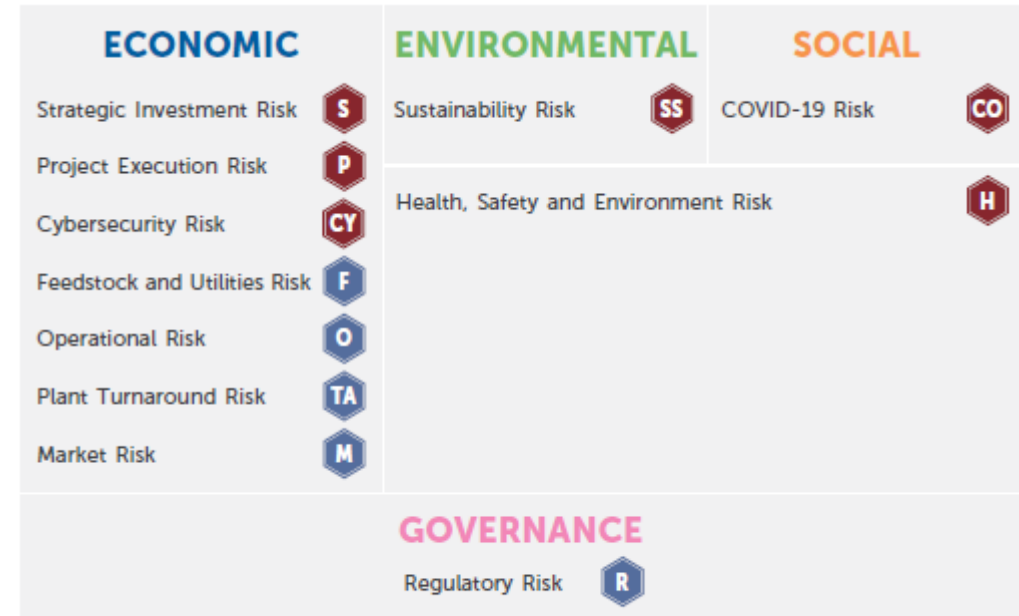 ECONOMIC
Strategic Investment Risk S
Project Execution Risk P
Cybersecurity Risk CY
Feedstock and Utilities Risk F
Operational Risk O
Plant Turnaround Risk TA
Market Risk M
ENVIRONMENTAL
Sustainability Risk SS
SOCIAL
COVID-19 Risk CO
Health, Safety and Environment Risk H
GOVERNANCE
Regulatory Risk R